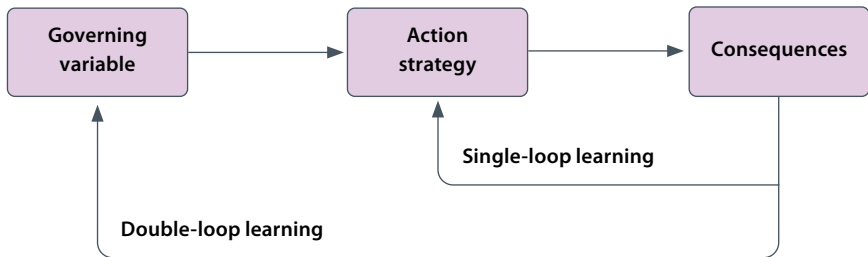 Governing
variable
Action
strategy
Consequences
Single-loop learning
Double-loop learning